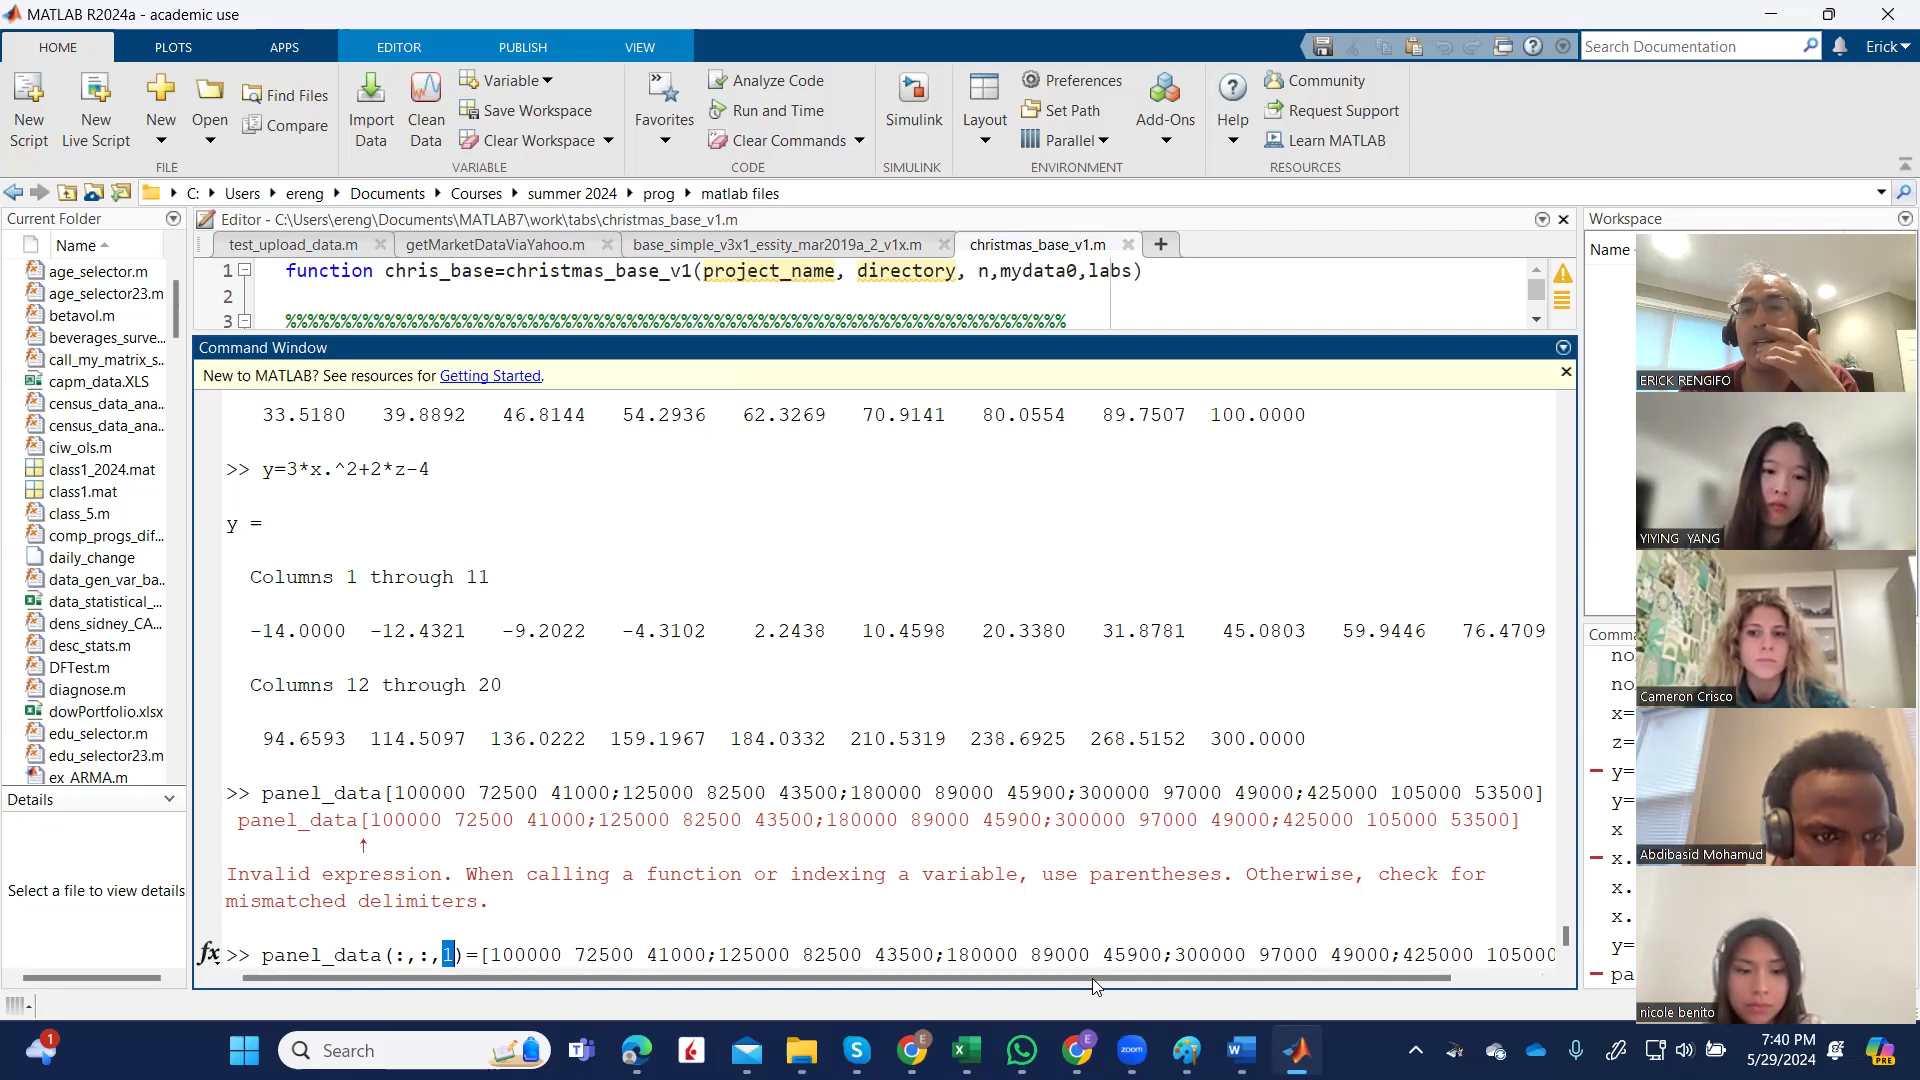 MATLAB R2024a - academic use
HOME PLOTS APPS EDITOR PUBLISH VIEW
Search Documentation
Erick
New Script
New Live Script
New
Open
Find Files
Compare
FILE
Import Data
Clean Data
Variable
Save Workspace
Clear Workspace
VARIABLE
Favorites
Analyze Code
Run and Time
Clear Commands
CODE
Simulink
SIMULINK
Layout
Preferences
Set Path
Parallel
Add-Ons
ENVIRONMENT
Help
Community
Request Support
Learn MATLAB
RESOURCES
C: Users ereng Documents Courses summer 2024 prog matlab files
Current Folder
Name
age_selector.m
age_selector23.m
betavol.m
beverages_surve...
call_my_matrix_s...
capm_data.XLS
census_data_ana...
census_data_ana...
ciw_ols.m
class1_2024.mat
class1.mat
class_5.m
comp_progs_dif...
daily_change
data_gen_var_ba...
data_statistical_...
dens_sidney_CA...
desc_stats.m
DFTest.m
diagnose.m
dowPortfolio.xlsx
edu_selector.m
edu_selector23.m
ex_ARMA.m
Details
Select a file to view details
Editor - C:\Users\ereng\Documents\MATLAB7\work\tabs\christmas_base_v1.m
test_upload_data.m getMarketDataViaYahoo.m base_simple_v3x1_essity_mar2019a_2_v1x.m christmas_base_v1.m
1 function chris_base=christmas_base_v1(project_name, directory, n,mydata0,labs)
2
3 %%%%%%%%%%%%%%%%%%%%%%%%%%%%%%%%%%%%%%%%%%%%%%%%%%%%%%%%%%%%%%%%%
Command Window
New to MATLAB? See resources for Getting Started.
33.5180 39.8892 46.8144 54.2936 62.3269 70.9141 80.0554 89.7507 100.0000
>> y=3*x.^2+2*z-4
y =
Columns 1 through 11
-14.0000 -12.4321 -9.2022 -4.3102 2.2438 10.4598 20.3380 31.8781 45.0803 59.9446 76.4709
Columns 12 through 20
94.6593 114.5097 136.0222 159.1967 184.0332 210.5319 238.6925 268.5152 300.0000
>> panel_data[100000 72500 41000;125000 82500 43500;180000 89000 45900;300000 97000 49000;425000 105000 53500]
panel_data[100000 72500 41000;125000 82500 43500;180000 89000 45900;300000 97000 49000;425000 105000 53500]
↑
Invalid expression. When calling a function or indexing a variable, use parentheses. Otherwise, check for
mismatched delimiters.
fx >> panel_data(:,:,1)=[100000 72500 41000;125000 82500 43500;180000 89000 45900;300000 97000 49000;425000 105000
Workspace
Name
Comma
no
no
x=
z=
y=
y=
x
x.
x.
x.
y=
pa
ERICK RENGIFO
YIYING YANG
Cameron Crisco
Abdibasid Mohamud
nicole benito
1
Search
zoom
7:40 PM
5/29/2024
PRE